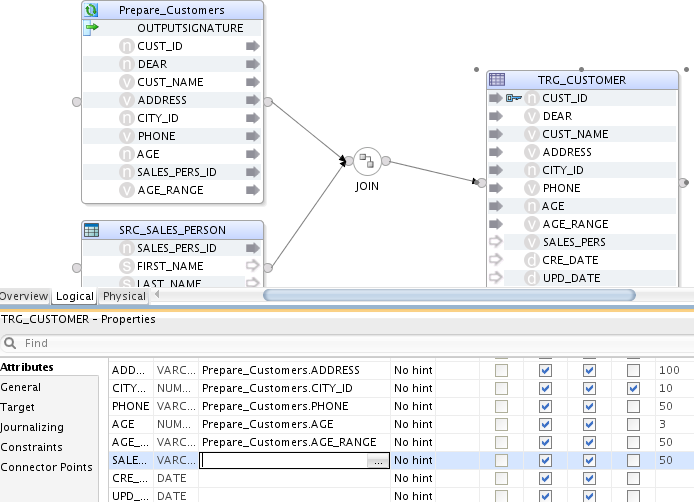 Prepare_Customers
OUTPUTSIGNATURE
n CUST_ID
n DEAR
v CUST_NAME
v ADDRESS
n CITY_ID
v PHONE
n AGE
n SALES_PERS_ID
v AGE_RANGE
SRC_SALES_PERSON
n SALES_PERS_ID
S FIRST_NAME
S LAST_NAME
JOIN
TRG_CUSTOMER
n CUST_ID
v DEAR
v CUST_NAME
v ADDRESS
n CITY_ID
v PHONE
n AGE
v AGE_RANGE
v SALES_PERS
d CRE_DATE
d UPD_DATE
Overview Logical Physical
TRG_CUSTOMER - Properties
Find
Attributes
General
Target
Journalizing
Constraints
Connector Points
ADD... VARC... Prepare_Customers.ADDRESS No hint 100
CITY... NUM... Prepare_Customers.CITY_ID No hint 10
PHONE VARC... Prepare_Customers.PHONE No hint 50
AGE NUM... Prepare_Customers.AGE No hint 3
AGE_... VARC... Prepare_Customers.AGE_RANGE No hint 50
SALE... VARC... ... No hint 50
CRE_... DATE No hint
UPD_... DATE No hint